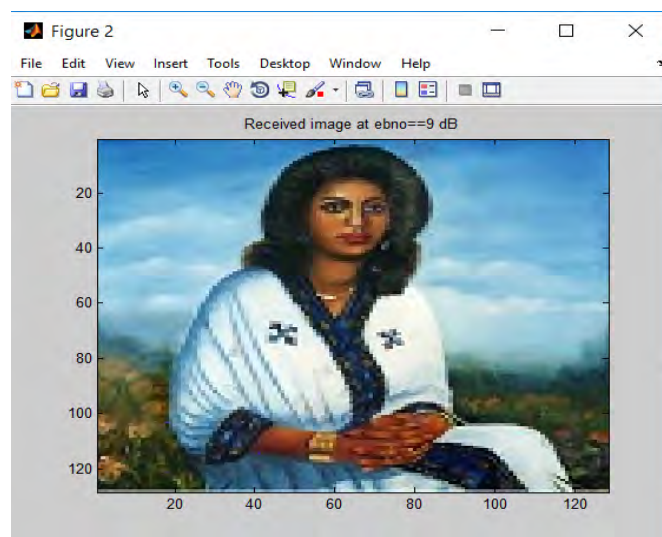 Figure 2
File Edit View Insert Tools Desktop Window Help
Received image at ebno==9 dB
20
40
60
80
100
120
20 40 60 80 100 120